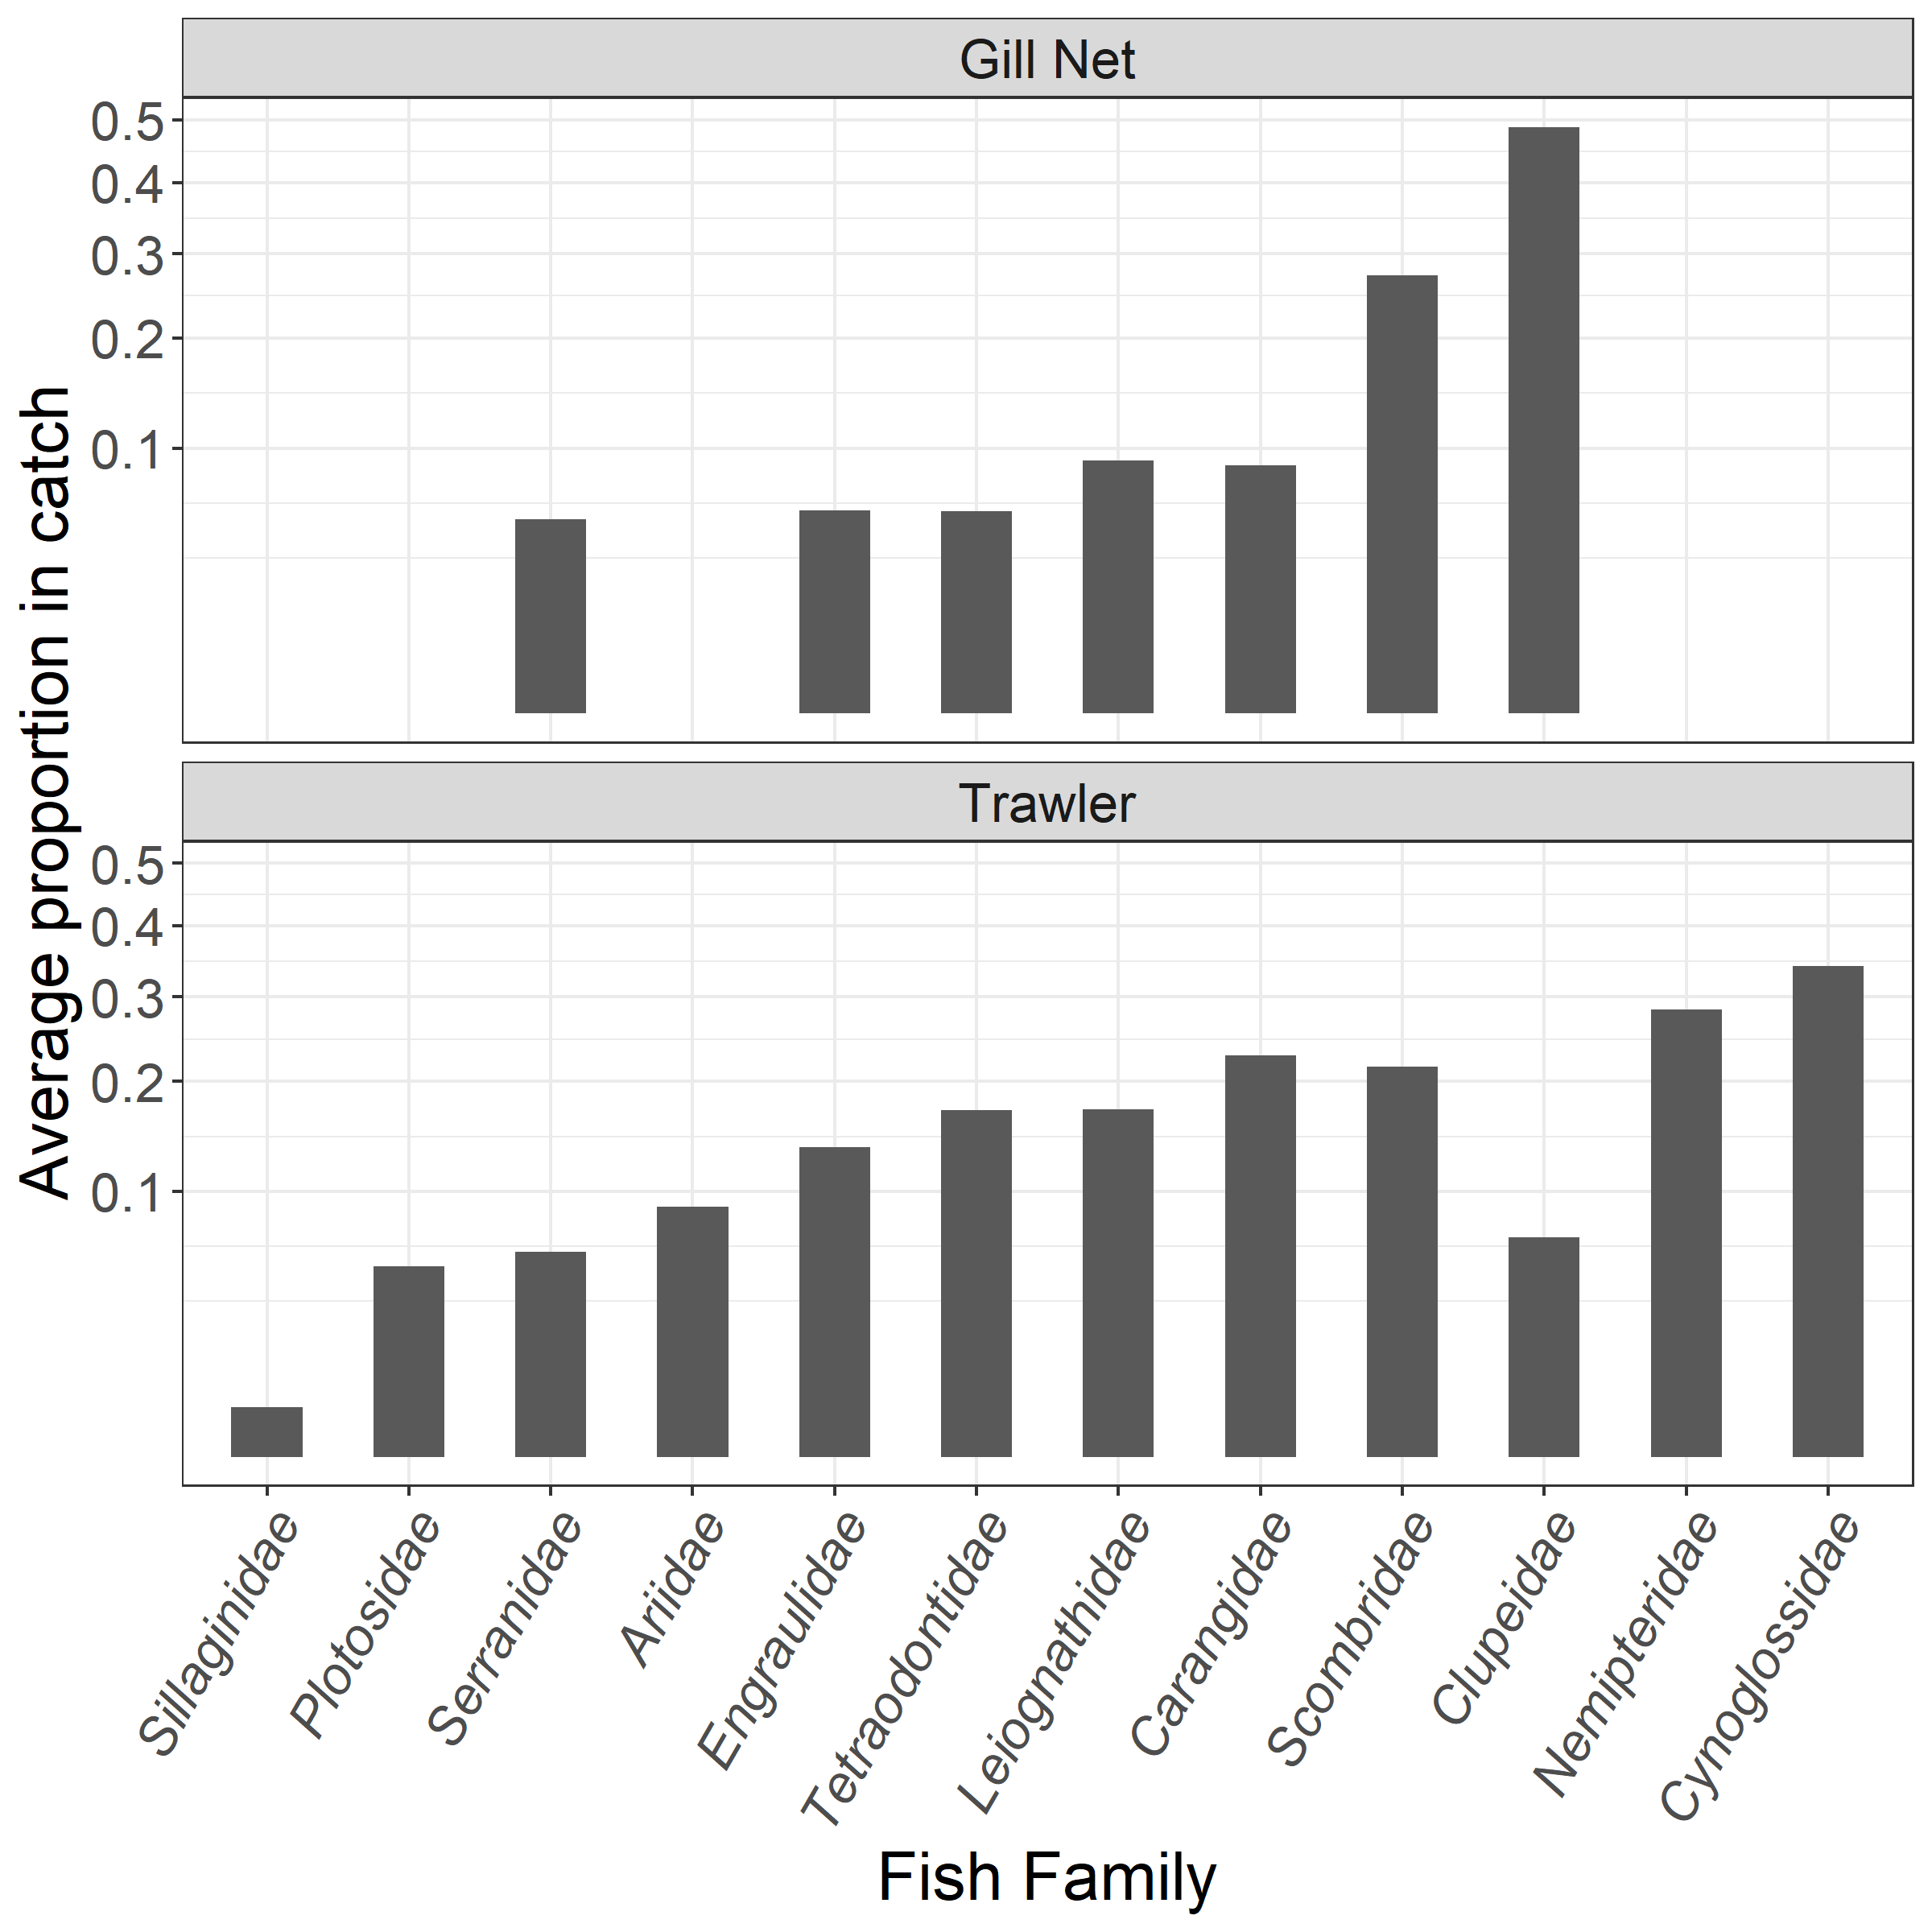 Gill Net
0.5
0.4
0.3
0.2
0.1
Average proportion in catch
Trawler
0.5
0.4
0.3
0.2
0.1
Sillaginidae
Plotosidae
Serranidae
Ariidae
Engraulidae
Tetraodontidae
Leiognathidae
Carangidae
Scombridae
Clupeidae
Nemipteridae
Cynoglossidae
Fish Family